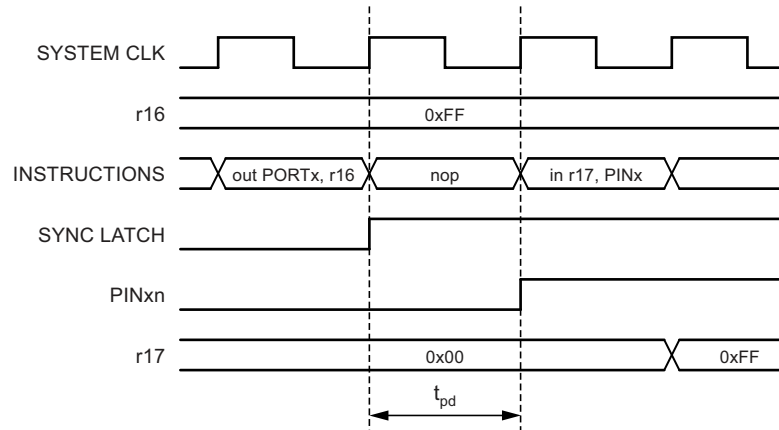 SYSTEM CLK
r16
0xFF
INSTRUCTIONS
out PORTx, r16
nop
in r17, PINx
SYNC LATCH
PINxn
r17
0x00
0xFF
tpd